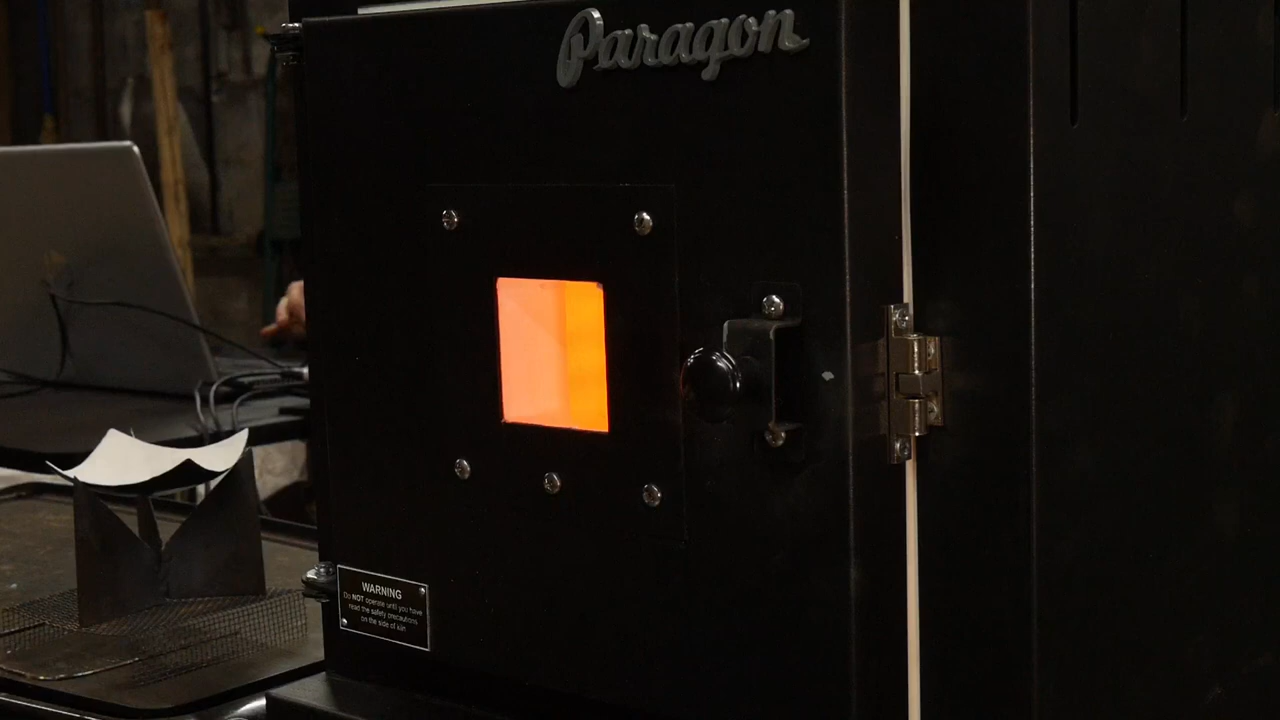 Paragon
WARNING
Do NOT operate until you have
read the safety precautions
on the side of kiln